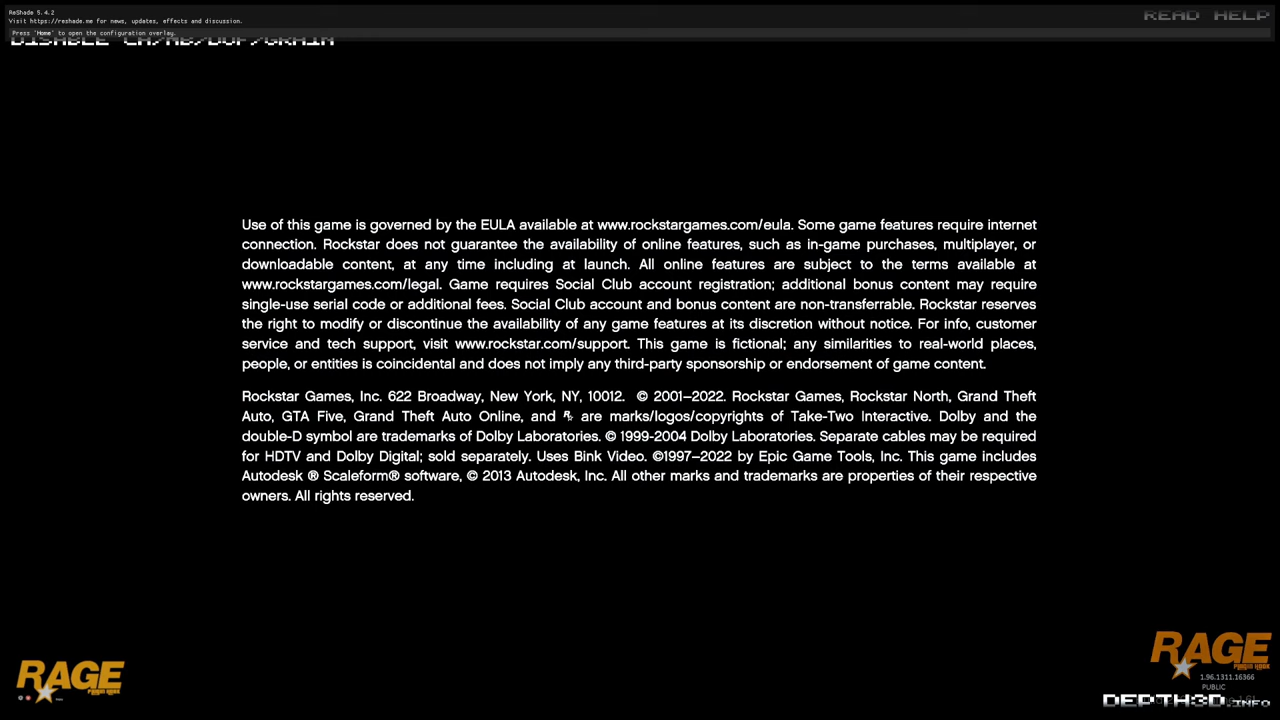 ReShade 5.4.2
Visit https://reshade.me for news, updates, effects and discussion.
READ HELP
Press 'Home' to open the configuration overlay.
DISABLE CA/MB/DOF/GRAIN
Use of this game is governed by the EULA available at www.rockstargames.com/eula. Some game features require internet
connection. Rockstar does not guarantee the availability of online features, such as in-game purchases, multiplayer, or
downloadable content, at any time including at launch. All online features are subject to the terms available at
www.rockstargames.com/legal. Game requires Social Club account registration; additional bonus content may require
single-use serial code or additional fees. Social Club account and bonus content are non-transferrable. Rockstar reserves
the right to modify or discontinue the availability of any game features at its discretion without notice. For info, customer
service and tech support, visit www.rockstar.com/support. This game is fictional; any similarities to real-world places,
people, or entities is coincidental and does not imply any third-party sponsorship or endorsement of game content.
Rockstar Games, Inc. 622 Broadway, New York, NY, 10012. © 2001–2022. Rockstar Games, Rockstar North, Grand Theft
Auto, GTA Five, Grand Theft Auto Online, and R* are marks/logos/copyrights of Take-Two Interactive. Dolby and the
double-D symbol are trademarks of Dolby Laboratories. © 1999-2004 Dolby Laboratories. Separate cables may be required
for HDTV and Dolby Digital; sold separately. Uses Bink Video. ©1997–2022 by Epic Game Tools, Inc. This game includes
Autodesk ® Scaleform® software, © 2013 Autodesk, Inc. All other marks and trademarks are properties of their respective
owners. All rights reserved.
RAGE
PLUGIN HOOK
RAGE
PLUGIN HOOK
1.96.1311.16366
PUBLIC
DEPTH3D.INFO